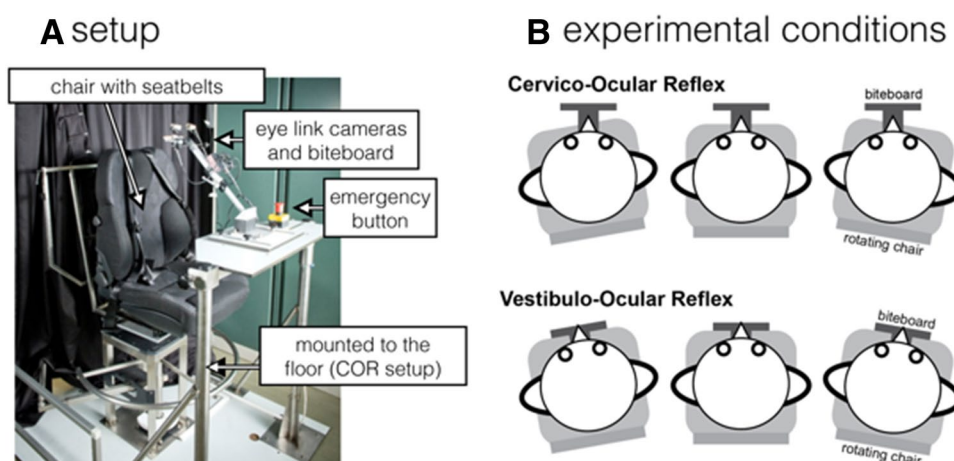 A setup
chair with seatbelts
eye link cameras
and biteboard
emergency
button
mounted to the
floor (COR setup)
B experimental conditions
Cervico-Ocular Reflex
biteboard
rotating chair
Vestibulo-Ocular Reflex
biteboard
rotating chair